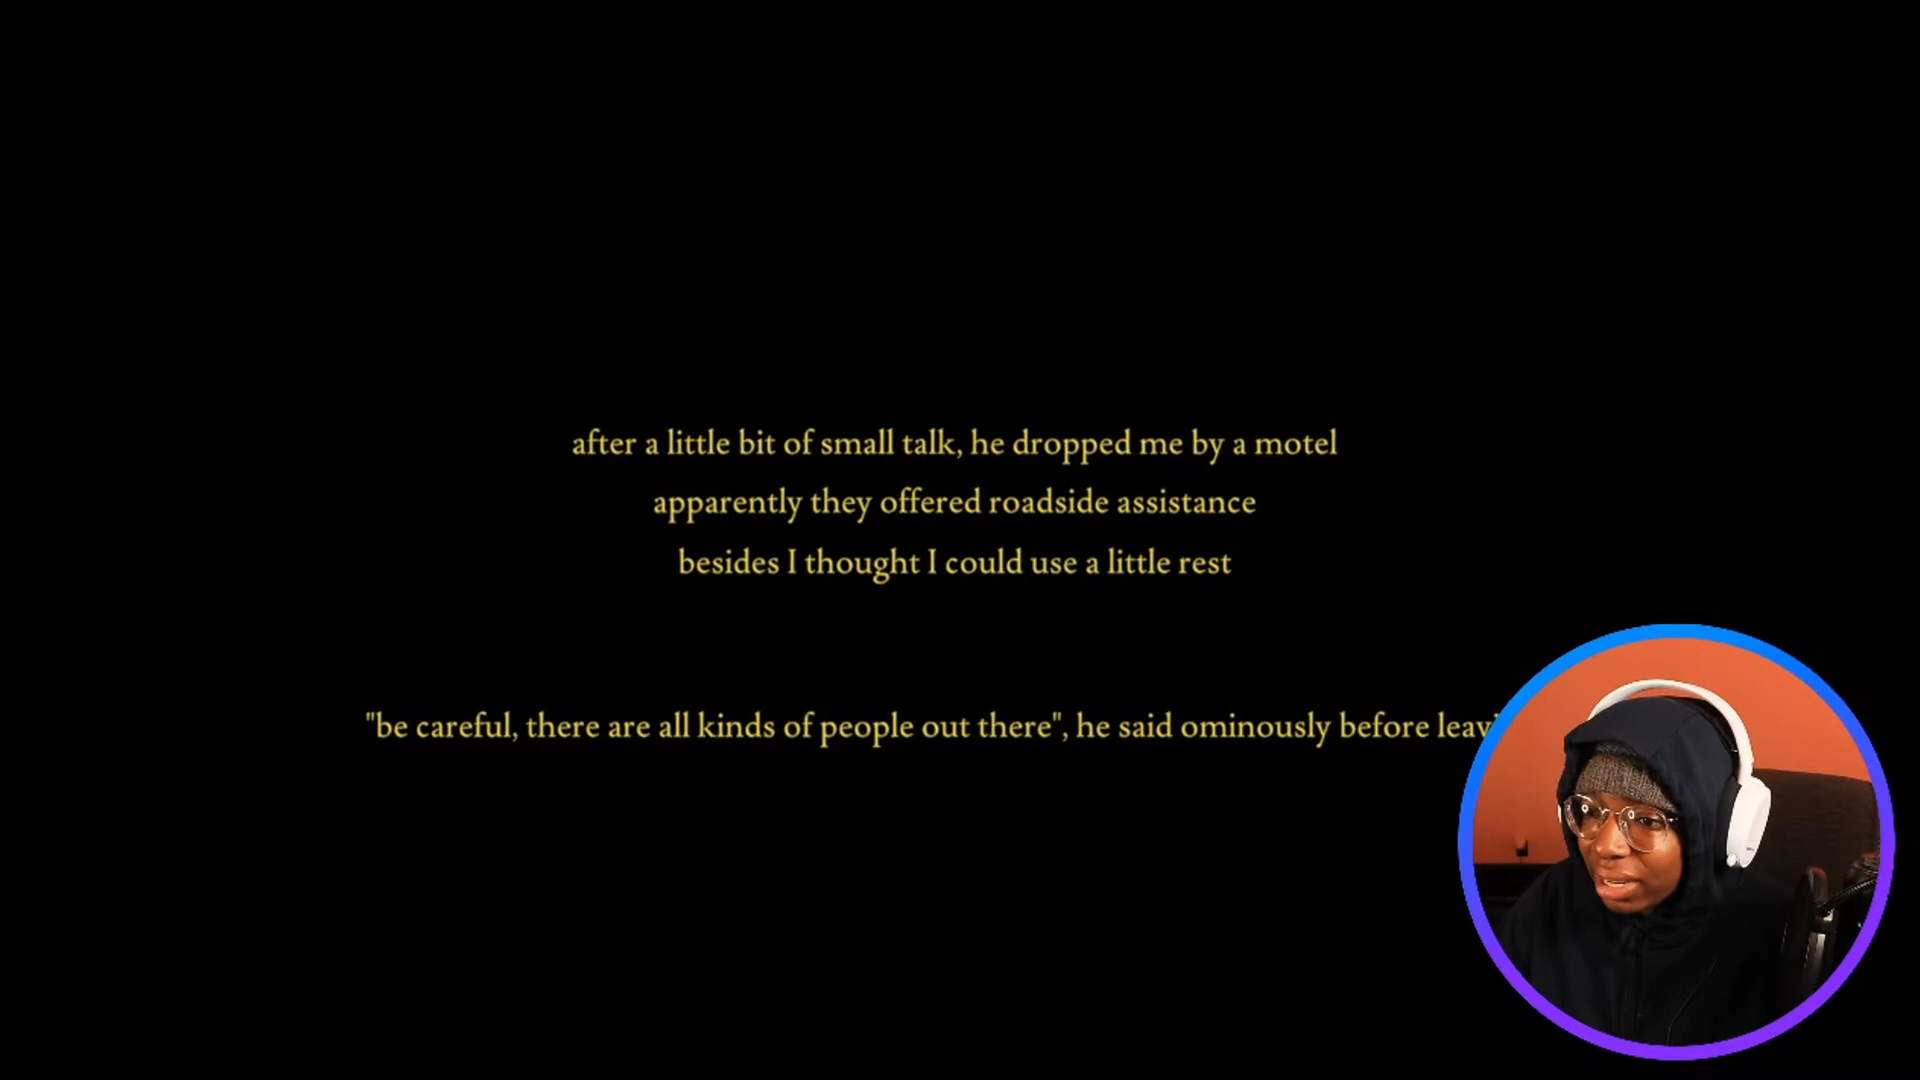 after a little bit of small talk, he dropped me by a motel
apparently they offered roadside assistance
besides I thought I could use a little rest
"be careful, there are all kinds of people out there", he said ominously before